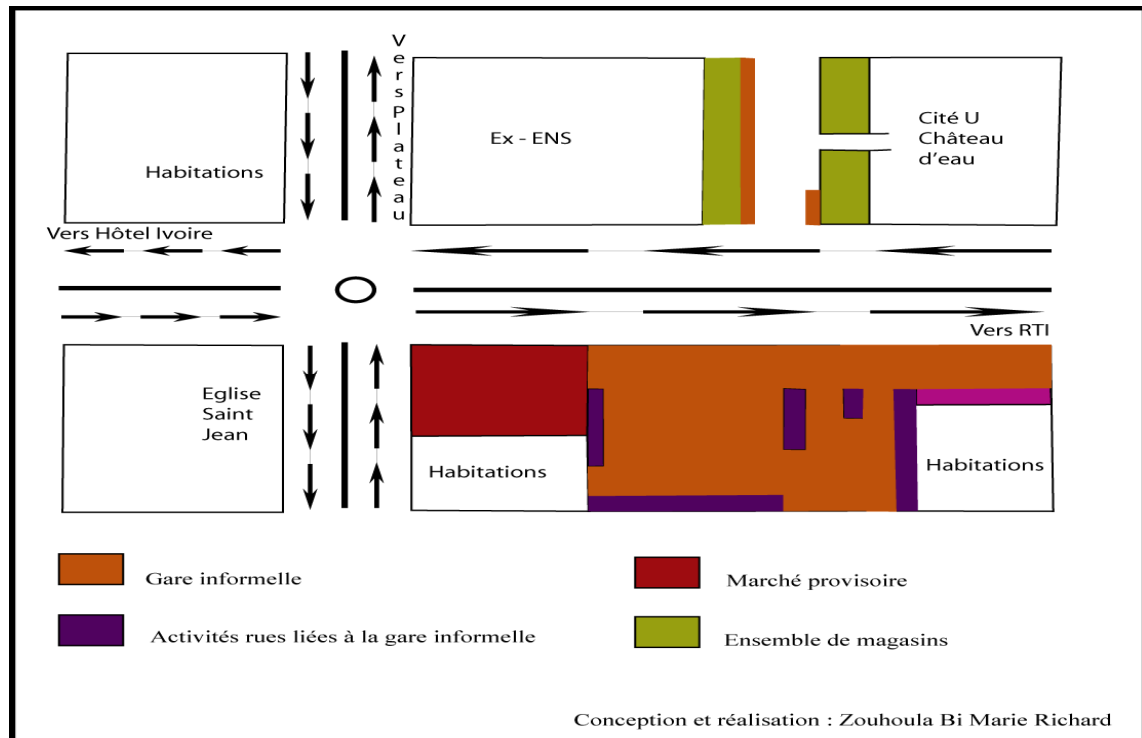 Vers Plateau
Habitations
Ex - ENS
Cité U
Château
d'eau
Vers Hôtel Ivoire
Vers RTI
Eglise
Saint
Jean
Habitations
Habitations
Gare informelle
Marché provisoire
Activités rues liées à la gare informelle
Ensemble de magasins
Conception et réalisation : Zouhoula Bi Marie Richard